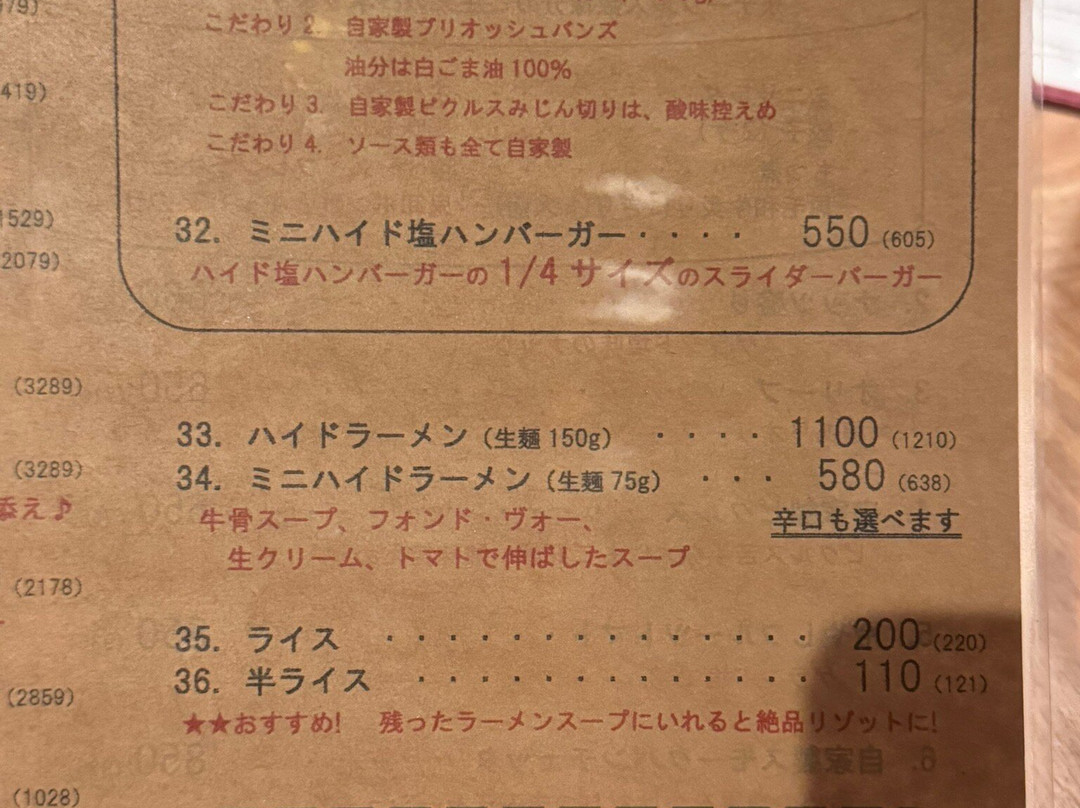 こだわり 2. 自家製ブリオッシュバンズ
油分は白ごま油 100%
こだわり 3. 自家製ピクルスみじん切りは、酸味控えめ
こだわり 4. ソース類も全て自家製
32. ミニハイド塩ハンバーガー・・・・・ 550 (605)
ハイド塩ハンバーガーの 1/4 サイズのスライダーバーガー
33. ハイドラーメン (生麺 150g) ・・・・ 1100 (1210)
34. ミニハイドラーメン (生麺 75g) ・・・ 580 (638)
牛骨スープ、フォンド・ヴォー、
辛口も選べます
生クリーム、トマトで伸ばしたスープ
35. ライス ・・・・・・・・・・・・・・・ 200 (220)
36. 半ライス ・・・・・・・・・・・・・ 110 (121)
★★おすすめ! 残ったラーメンスープにいれると絶品リゾットに!
419)
1529)
2079)
(3289)
(3289)
添え♪
(2178)
(2859)
(1028)